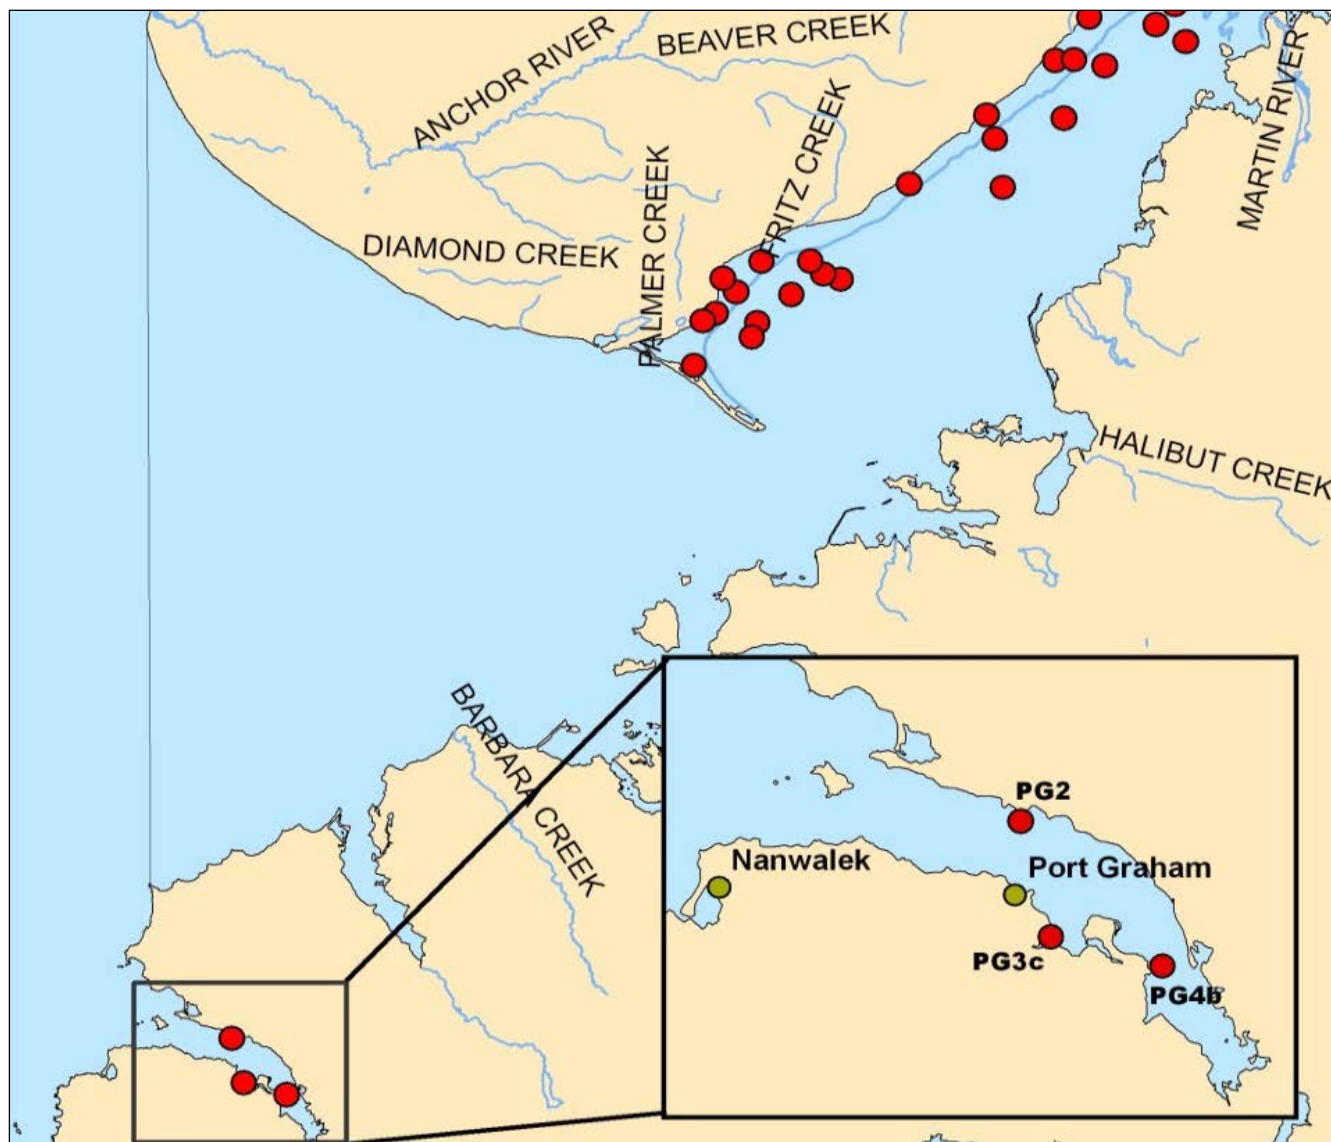 BEAVER CREEK
ANCHOR RIVER
MARTIN RIVER
FRITZ CREEK
PALMER CREEK
DIAMOND CREEK
HALIBUT CREEK
BARBARA CREEK
PG2
Nanwalek
Port Graham
PG3c
PG4b